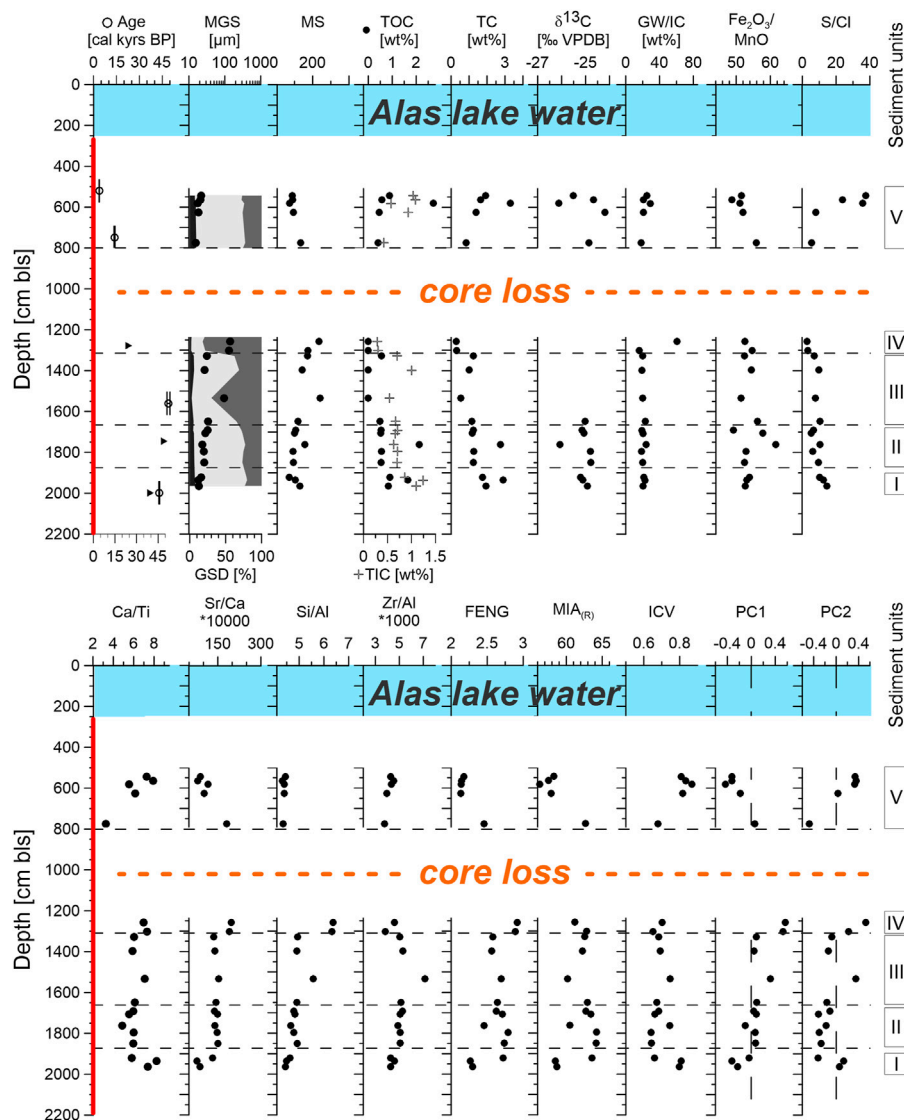 Age MGS MS TOC TC δ¹³C GW/IC Fe₂O₃/ S/Cl
[cal kyrs BP] [µm] [wt%] [wt%] [‰ VPDB] [wt%] MnO
0 15 30 45 10 100 1000 200 0 1 2 0 3 -27 -25 0 20 40 60 50 60 0 20 40
Sediment units
0
Alas lake water
200
400
600
V
800
core loss
1000
1200
IV
1400
III
1600
II
1800
I
2000
2200
Depth [cm bls]
0 15 30 45 0 50 100 0 0.5 1 1.5
GSD [%] +TIC [wt%]
Ca/Ti Sr/Ca Si/Al Zr/Al FENG MIA(R) ICV PC1 PC2
*10000 *1000
2 4 6 8 150 300 5 6 7 3 5 7 2 2.5 3 60 65 0.6 0.8 -0.4 0 0.4 -0.4 0 0.4
Sediment units
0
Alas lake water
200
400
600
V
800
core loss
1000
1200
IV
1400
III
1600
II
1800
I
2000
2200
Depth [cm bls]